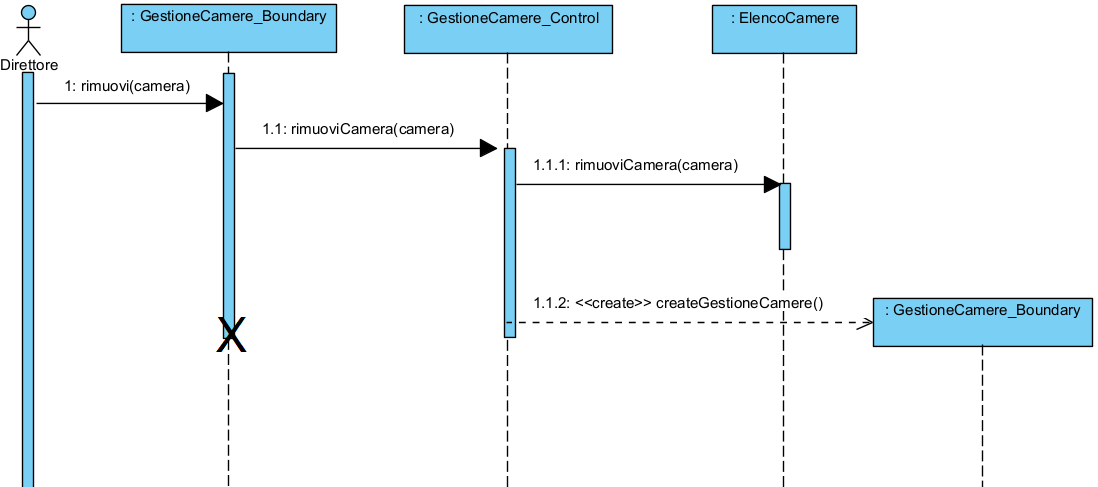 : GestioneCamere_Boundary
: GestioneCamere_Control
: ElencoCamere
Direttore
1: rimuovi(camera)
1.1: rimuoviCamera(camera)
1.1.1: rimuoviCamera(camera)
1.1.2: <<create>> createGestioneCamere()
: GestioneCamere_Boundary